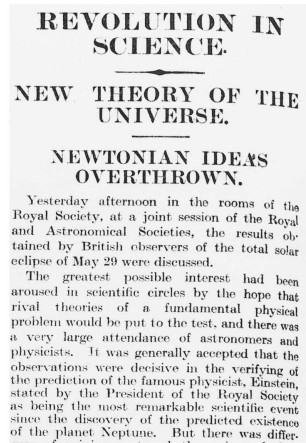 REVOLUTION IN
SCIENCE.
NEW THEORY OF THE
UNIVERSE.
NEWTONIAN IDEAS
OVERTHROWN.
Yesterday afternoon in the rooms of the
Royal Society, at a joint session of the Royal
and Astronomical Societies, the results ob-
tained by British observers of the total solar
eclipse of May 29 were discussed.
The greatest possible interest had been
aroused in scientific circles by the hope that
rival theories of a fundamental physical
problem would be put to the test, and there was
a very large attendance of astronomers and
physicists. It was generally accepted that the
observations were decisive in the verifying of
the prediction of the famous physicist, Einstein,
stated by the President of the Royal Society
as being the most remarkable scientific event
since the discovery of the predicted existence
of the planet Neptune. But there was differ-